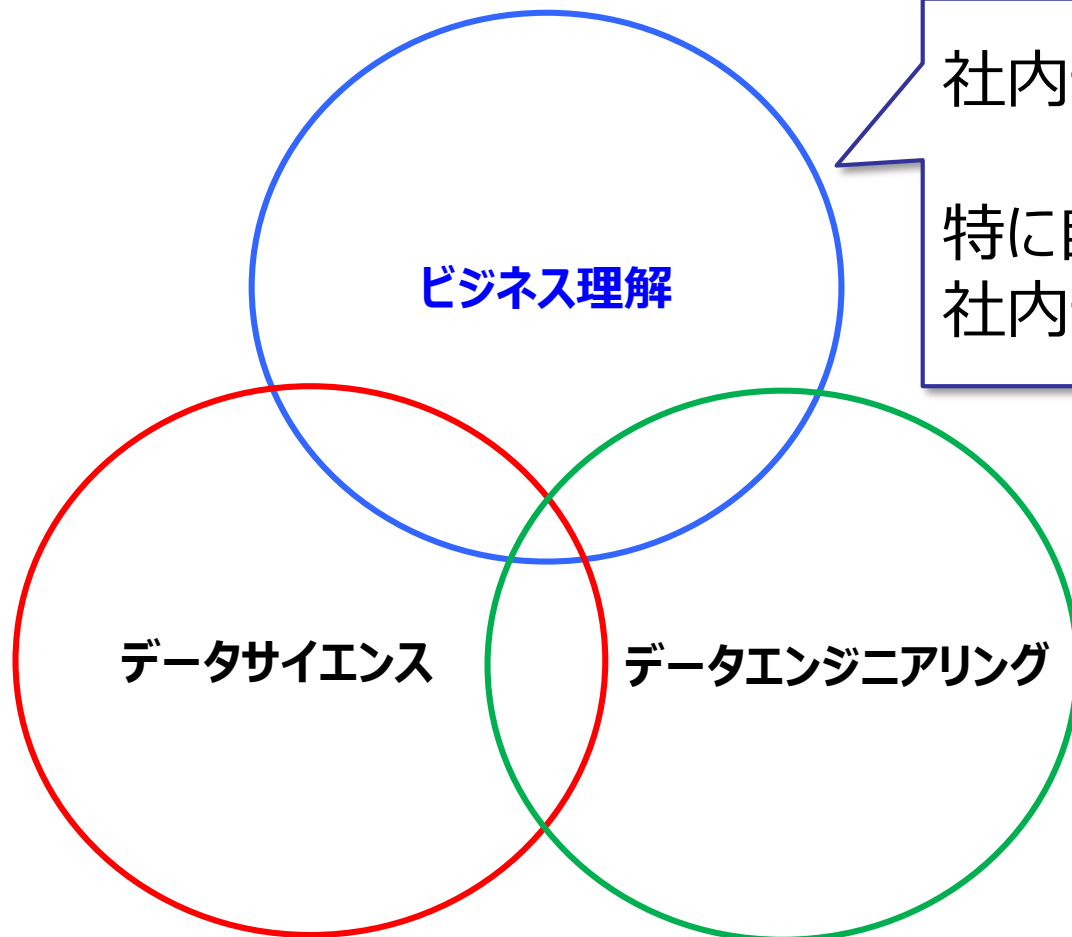 社内
特に
社内
ビジネス理解
データサイエンス
データエンジニアリング